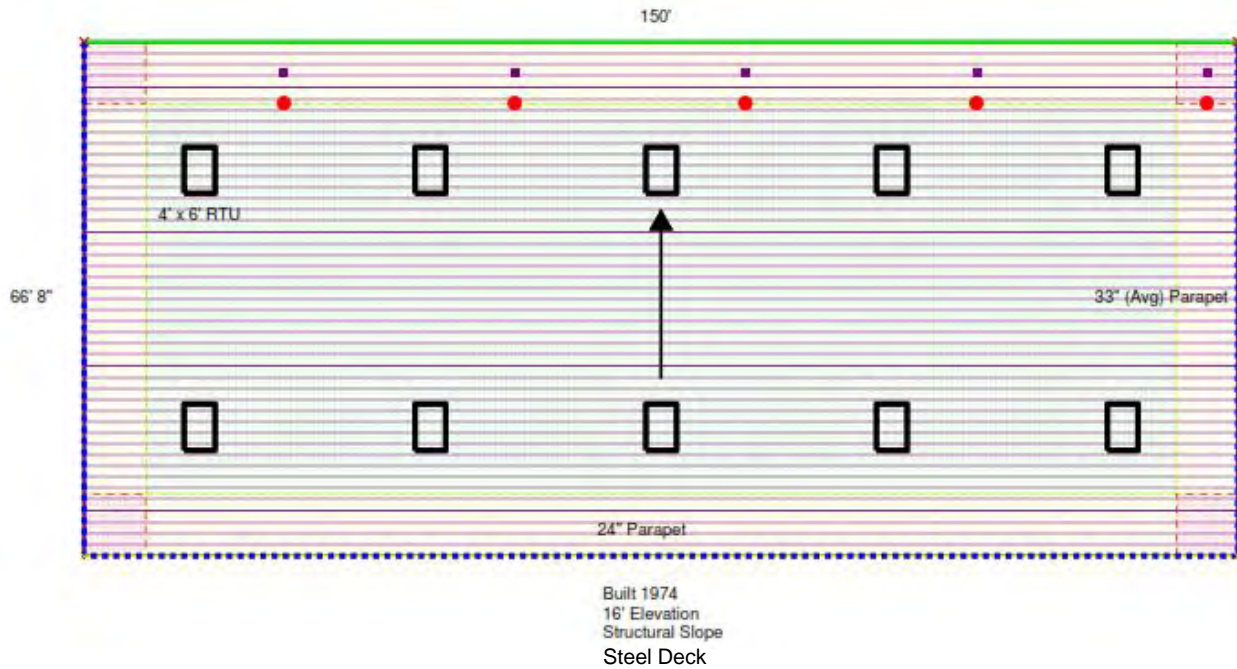 150'
4' x 6' RTU
66' 8"
33" (Avg) Parapet
24" Parapet
Built 1974
16' Elevation
Structural Slope
Steel Deck